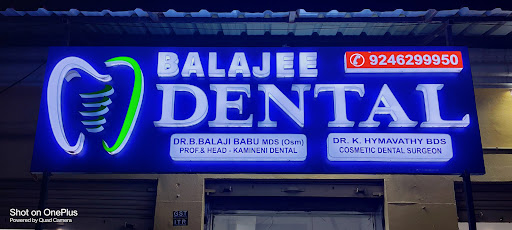 BALAJEE
9246299950
DENTAL
DR.B.BALAJI BABU MDS (Osm)
PROF.& HEAD - KAMINENI DENTAL
DR. K. HYMAVATHY BDS
COSMETIC DENTAL SURGEON
Shot on OnePlus
Powered by Quad Camera